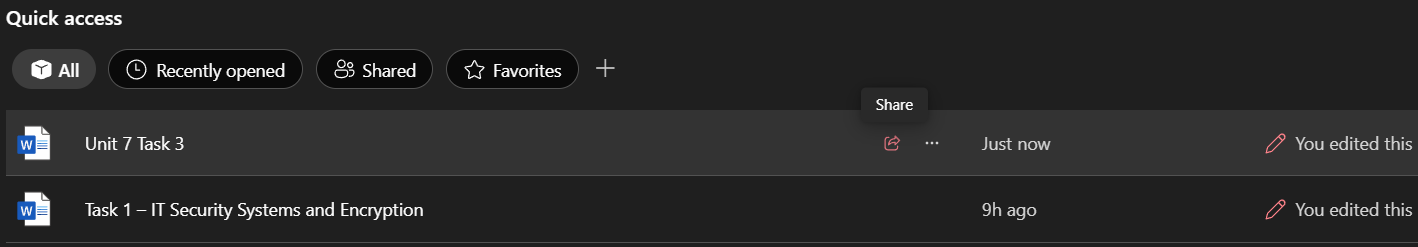 Quick access
All Recently opened Shared Favorites
Share
Unit 7 Task 3 Just now You edited this
Task 1 – IT Security Systems and Encryption 9h ago You edited this